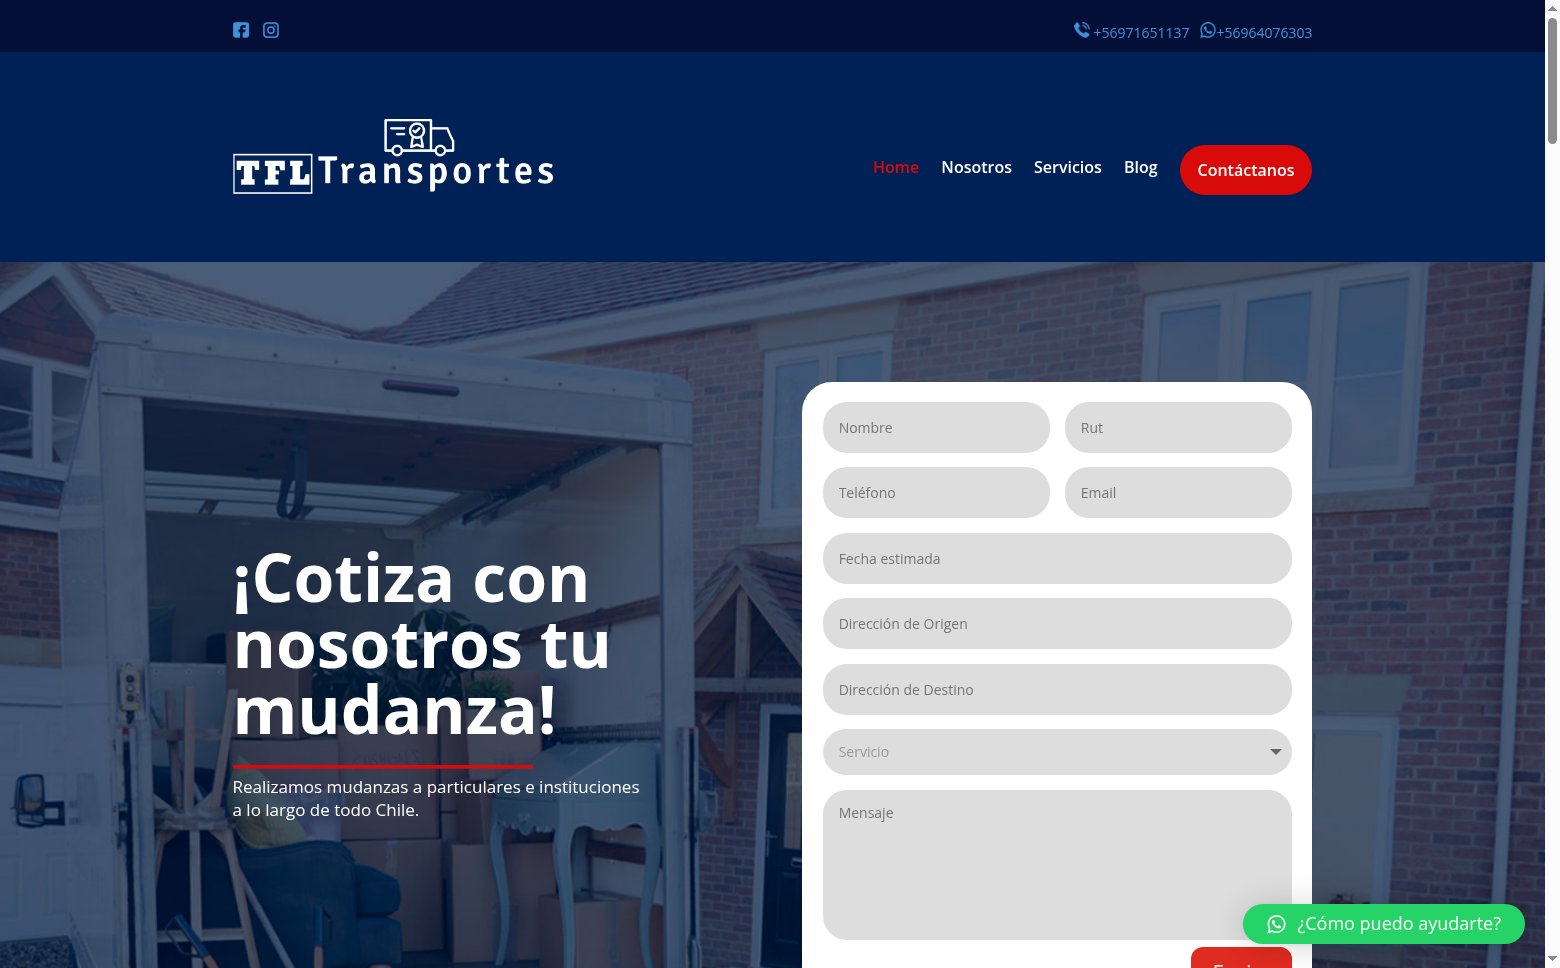 +56971651137 +56964076303
TFL Transportes
Home Nosotros Servicios Blog Contáctanos
¡Cotiza con
nosotros tu
mudanza!
Realizamos mudanzas a particulares e instituciones
a lo largo de todo Chile.
Nombre Rut
Teléfono Email
Fecha estimada
Dirección de Origen
Dirección de Destino
Servicio
Mensaje
¿Cómo puedo ayudarte?